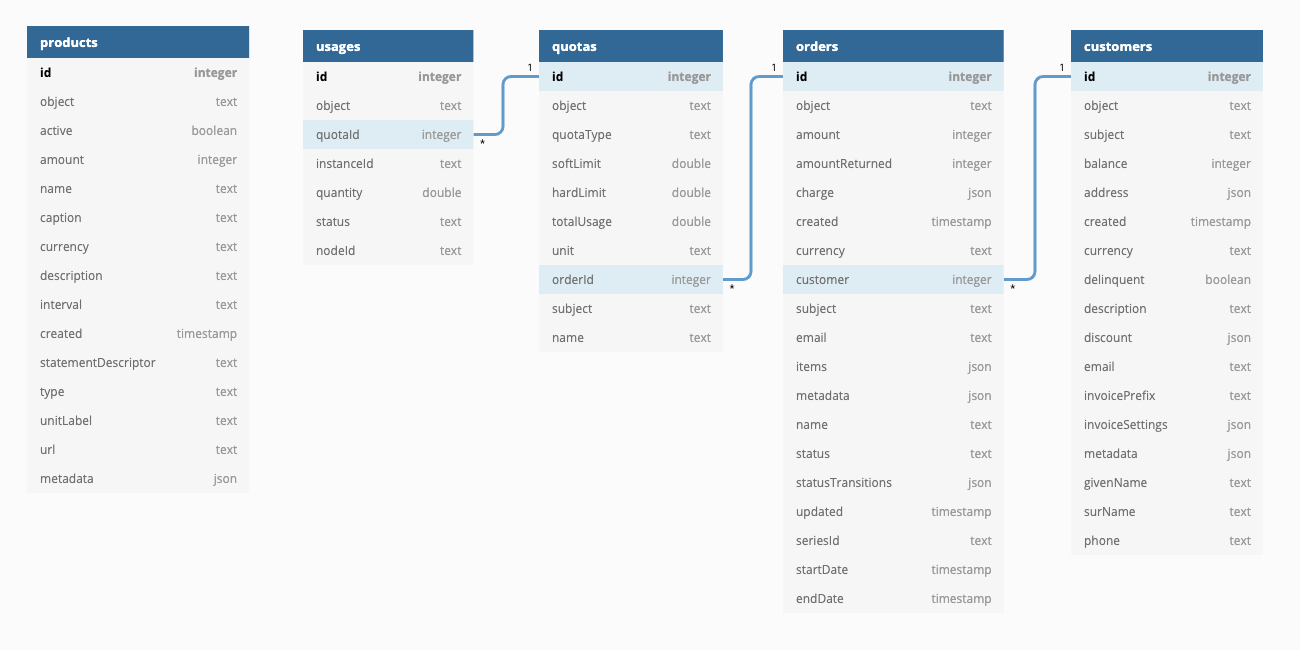 products
id integer
object text
active boolean
amount integer
name text
caption text
currency text
description text
interval text
created timestamp
statementDescriptor text
type text
unitLabel text
url text
metadata json
usages
id integer
object text
quotaId integer
instanceId text
quantity double
status text
nodeId text
*
1
quotas
id integer
object text
quotaType text
softLimit double
hardLimit double
totalUsage double
unit text
orderId integer
subject text
name text
*
1
orders
id integer
object text
amount integer
amountReturned integer
charge json
created timestamp
currency text
customer integer
subject text
email text
items json
metadata json
name text
status text
statusTransitions json
updated timestamp
seriesId text
startDate timestamp
endDate timestamp
*
1
customers
id integer
object text
subject text
balance integer
address json
created timestamp
currency text
delinquent boolean
description text
discount json
email text
invoicePrefix text
invoiceSettings json
metadata json
givenName text
surName text
phone text